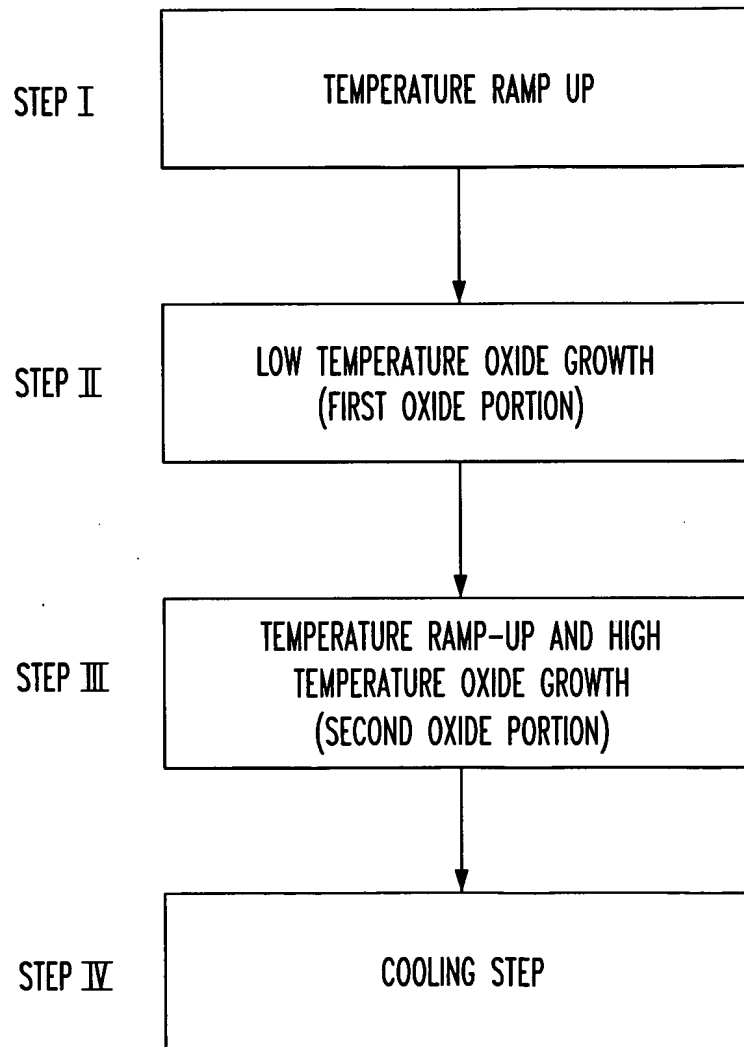 STEP I
TEMPERATURE RAMP UP
STEP II
LOW TEMPERATURE OXIDE GROWTH
(FIRST OXIDE PORTION)
STEP III
TEMPERATURE RAMP-UP AND HIGH
TEMPERATURE OXIDE GROWTH
(SECOND OXIDE PORTION)
STEP IV
COOLING STEP